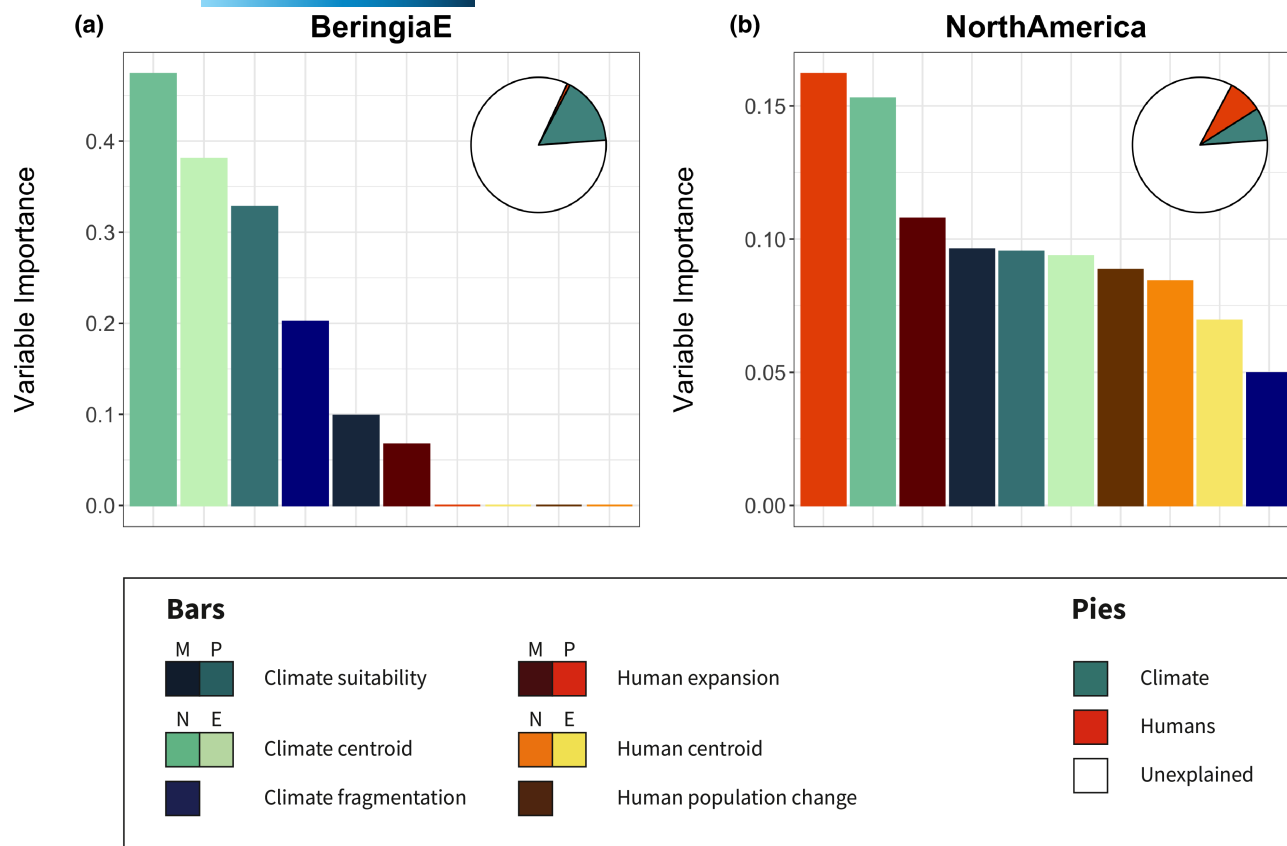 (a) BeringiaE
(b) NorthAmerica
Variable Importance
0.4
0.3
0.2
0.1
0.0
Variable Importance
0.15
0.10
0.05
0.00
Bars
M P
Climate suitability
N E
Climate centroid
Climate fragmentation
M P
Human expansion
N E
Human centroid
Human population change
Pies
Climate
Humans
Unexplained